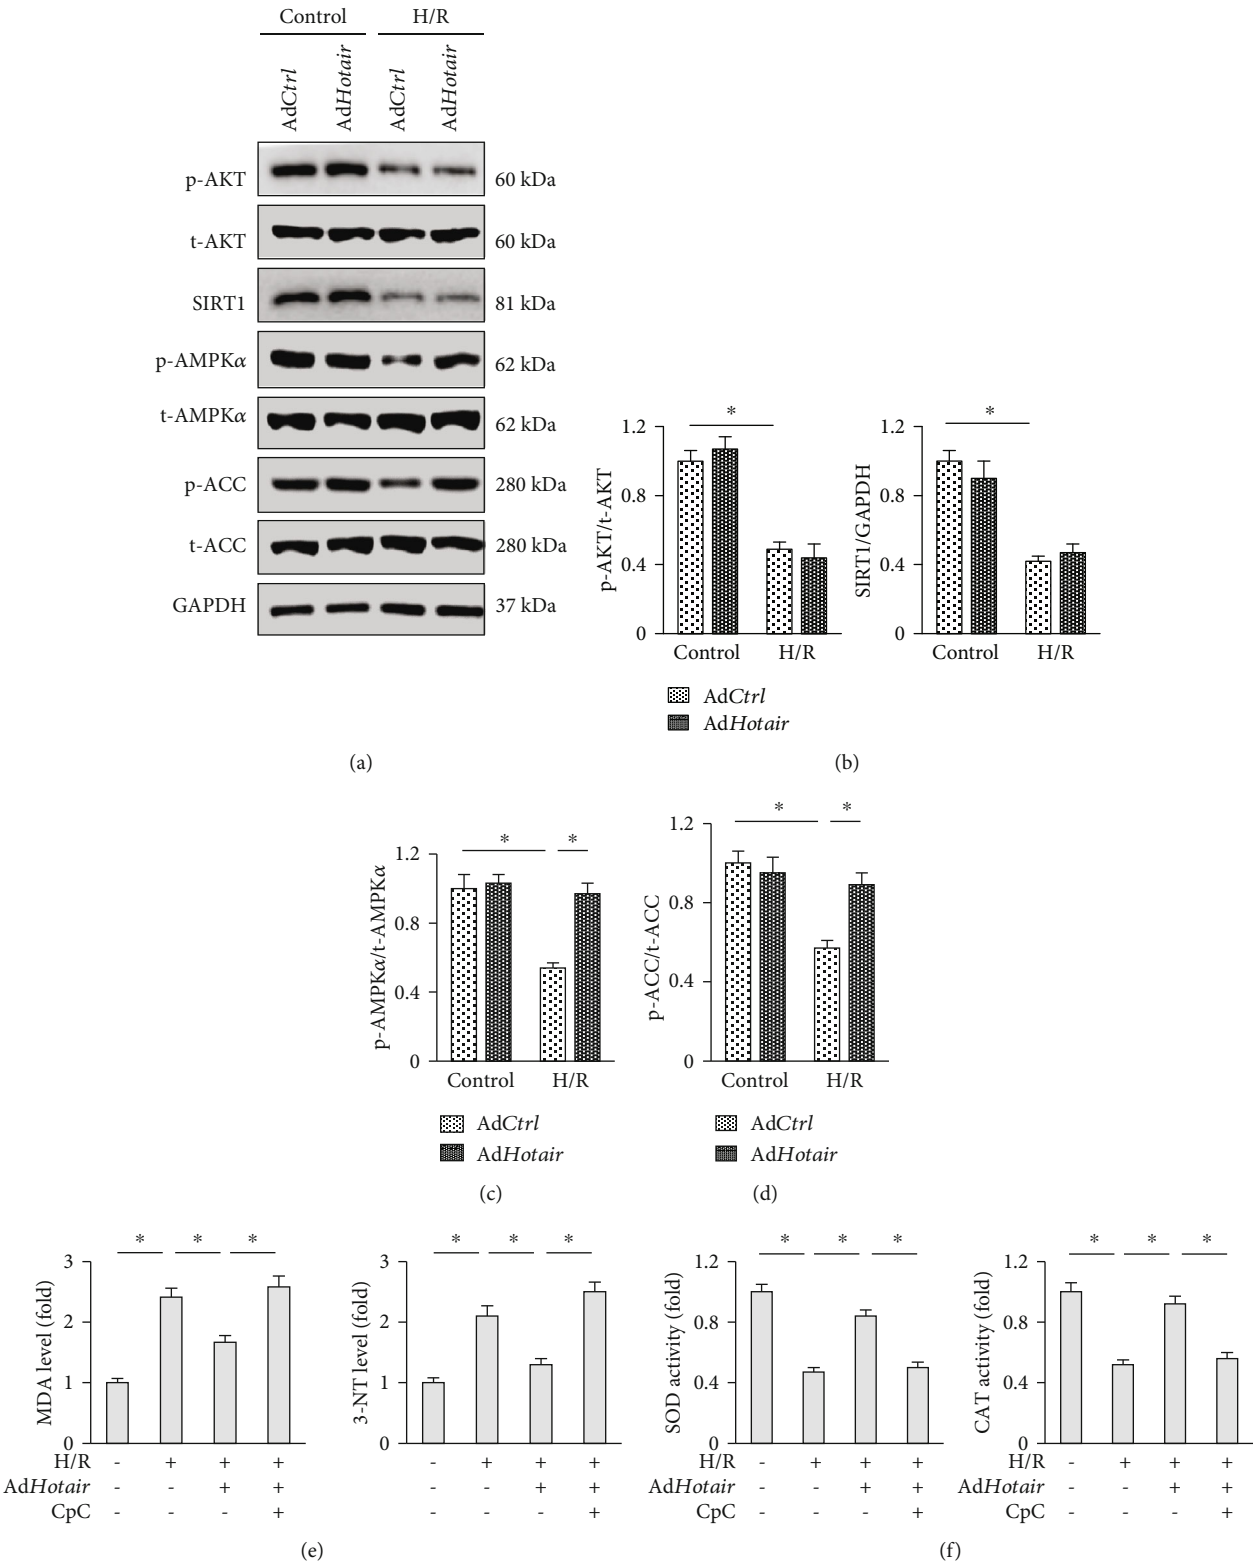 Control H/R
AdCtrl AdHotair AdCtrl AdHotair
p-AKT 60 kDa
t-AKT 60 kDa
SIRT1 81 kDa
p-AMPKα 62 kDa
t-AMPKα 62 kDa
p-ACC 280 kDa
t-ACC 280 kDa
GAPDH 37 kDa
(a)
p-AKT/t-AKT
1.2
0.8
0.4
0
*
Control H/R
SIRT1/GAPDH
1.2
0.8
0.4
0
*
Control H/R
AdCtrl
AdHotair
(b)
p-AMPKα/t-AMPKα
1.2
0.8
0.4
0
* *
Control H/R
AdCtrl
AdHotair
(c)
p-ACC/t-ACC
1.2
0.8
0.4
0
* *
Control H/R
AdCtrl
AdHotair
(d)
MDA level (fold)
3
2
1
0
* * *
H/R - + + +
AdHotair - - + +
CpC - - - +
3-NT level (fold)
3
2
1
0
* * *
- + + +
- - + +
- - - +
(e)
SOD activity (fold)
1.2
0.8
0.4
0
* * *
H/R - + + +
AdHotair - - + +
CpC - - - +
CAT activity (fold)
1.2
0.8
0.4
0
* * *
H/R - + + +
AdHotair - - + +
CpC - - - +
(f)